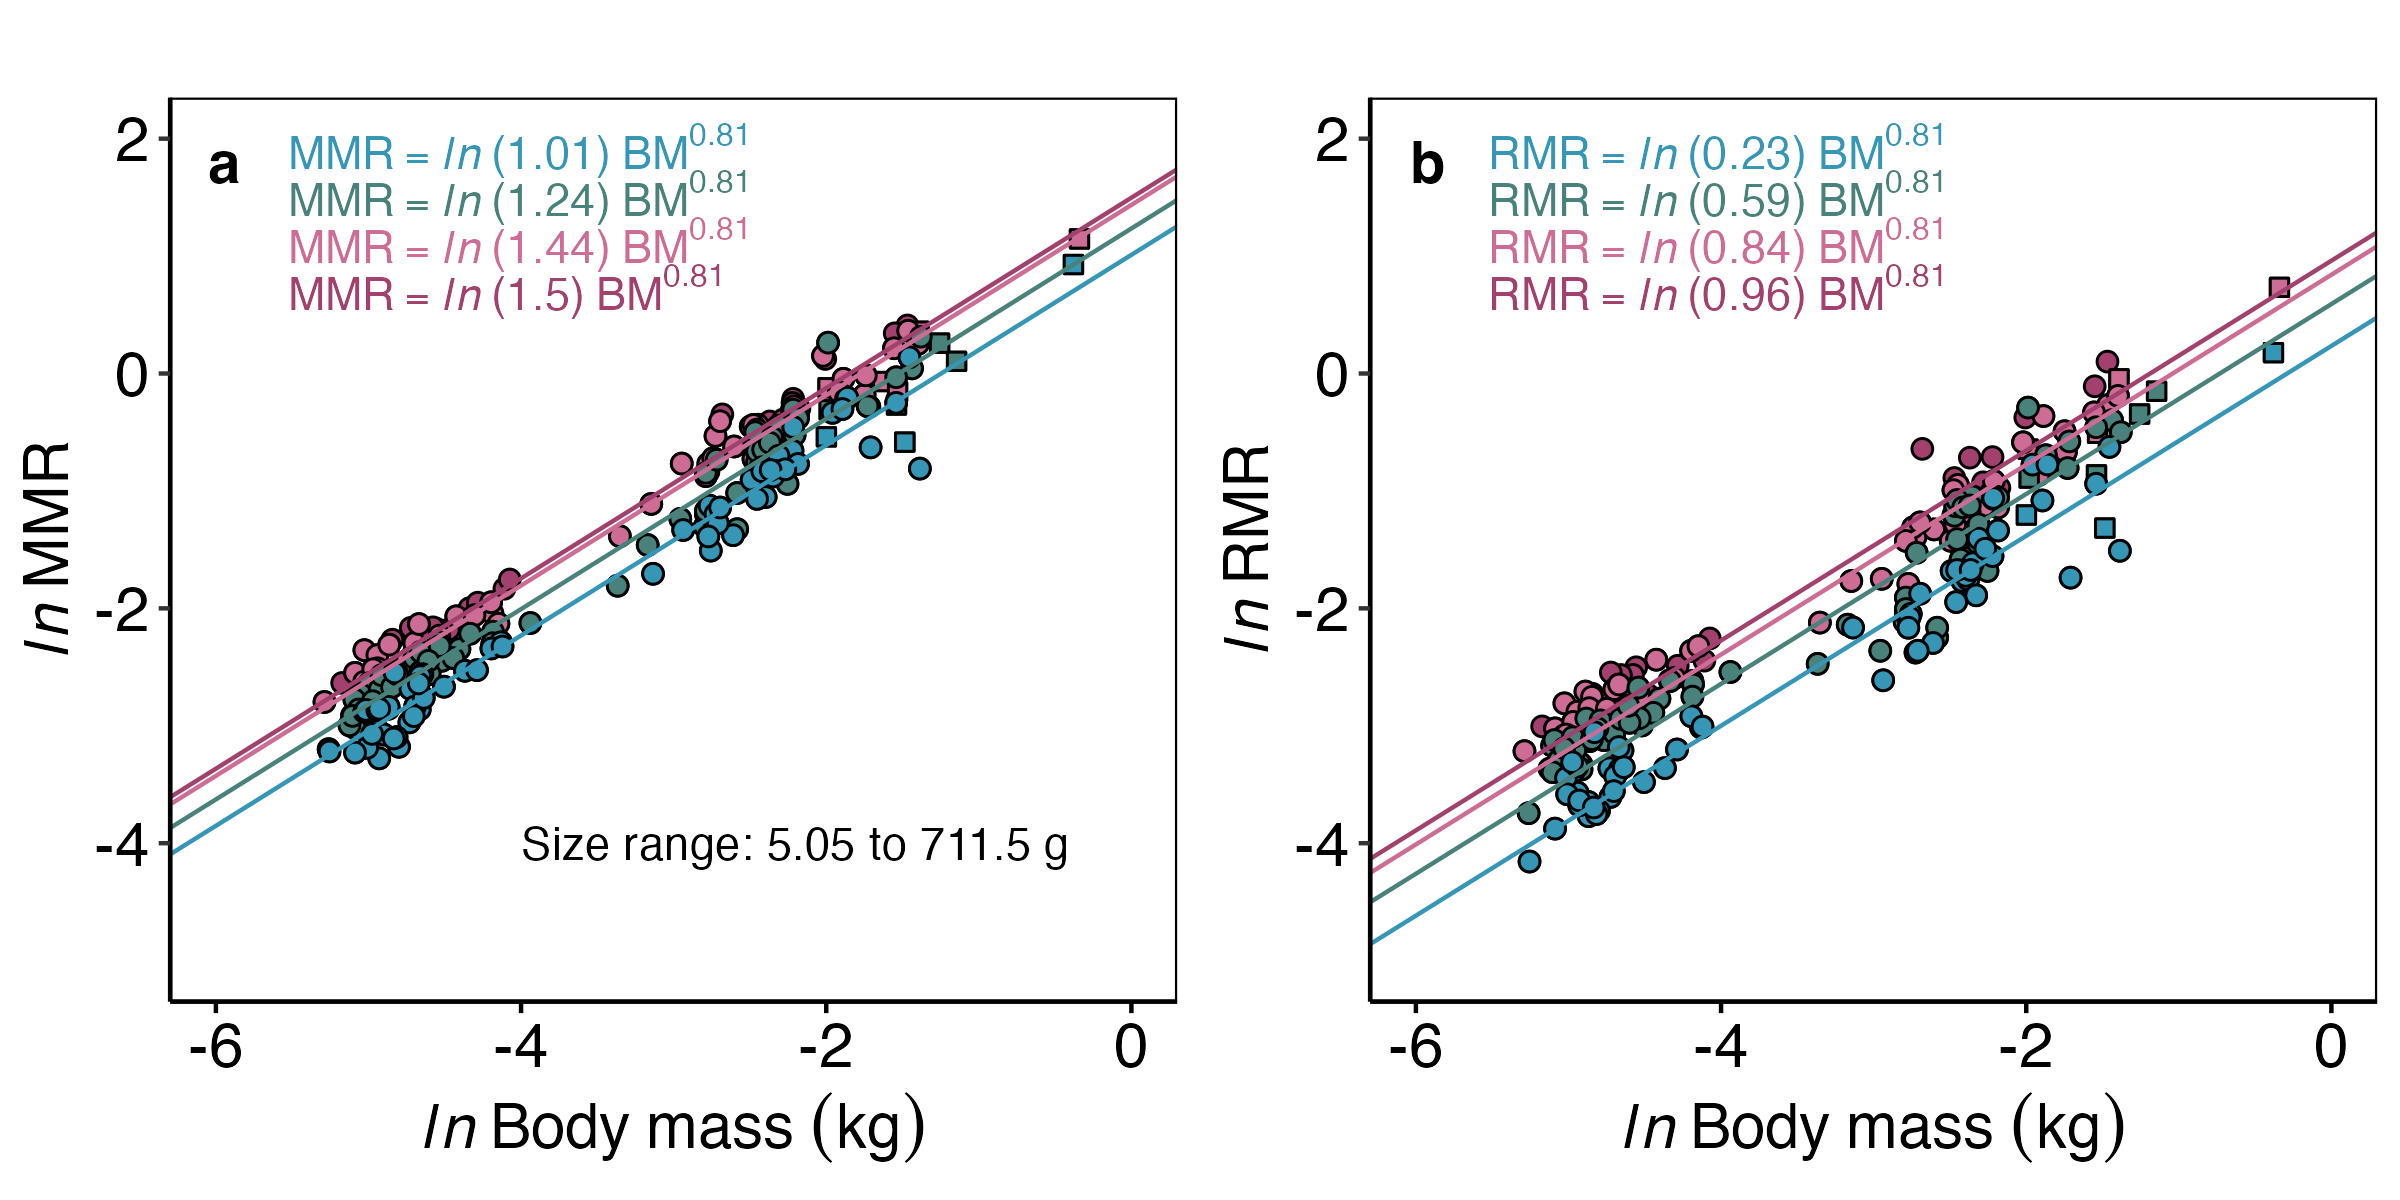 a
MMR = ln (1.01) BM^0.81
MMR = ln (1.24) BM^0.81
MMR = ln (1.44) BM^0.81
MMR = ln (1.5) BM^0.81
Size range: 5.05 to 711.5 g
ln MMR
2
0
-2
-4
-6 -4 -2 0
ln Body mass (kg)
b
RMR = ln (0.23) BM^0.81
RMR = ln (0.59) BM^0.81
RMR = ln (0.84) BM^0.81
RMR = ln (0.96) BM^0.81
ln RMR
2
0
-2
-4
-6 -4 -2 0
ln Body mass (kg)